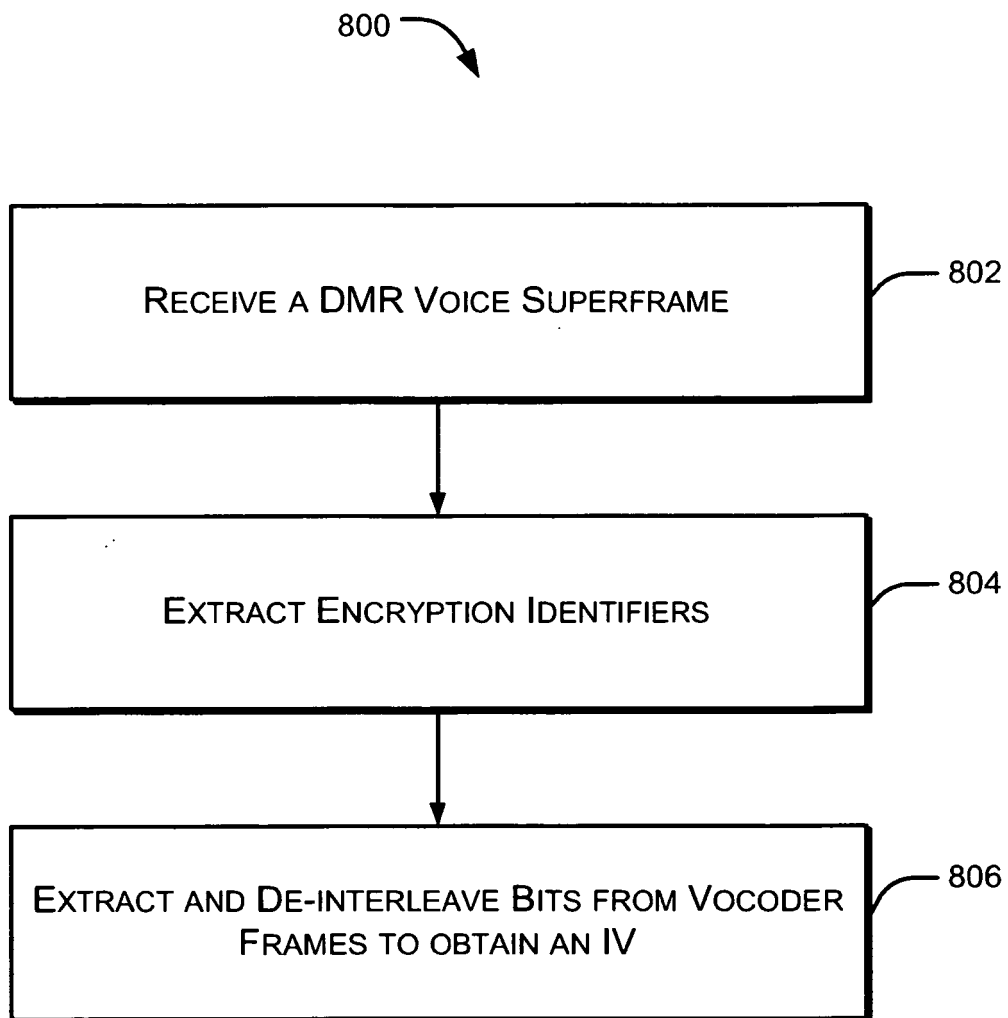 800
RECEIVE A DMR VOICE SUPERFRAME
802
EXTRACT ENCRYPTION IDENTIFIERS
804
EXTRACT AND DE-INTERLEAVE BITS FROM VOCODER
FRAMES TO OBTAIN AN IV
806